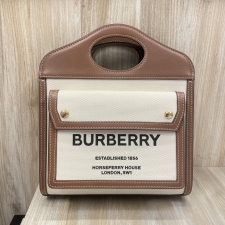 BURBERRY
ESTABLISHED 1856
HORSEFERRY HOUSE
LONDON, SW1